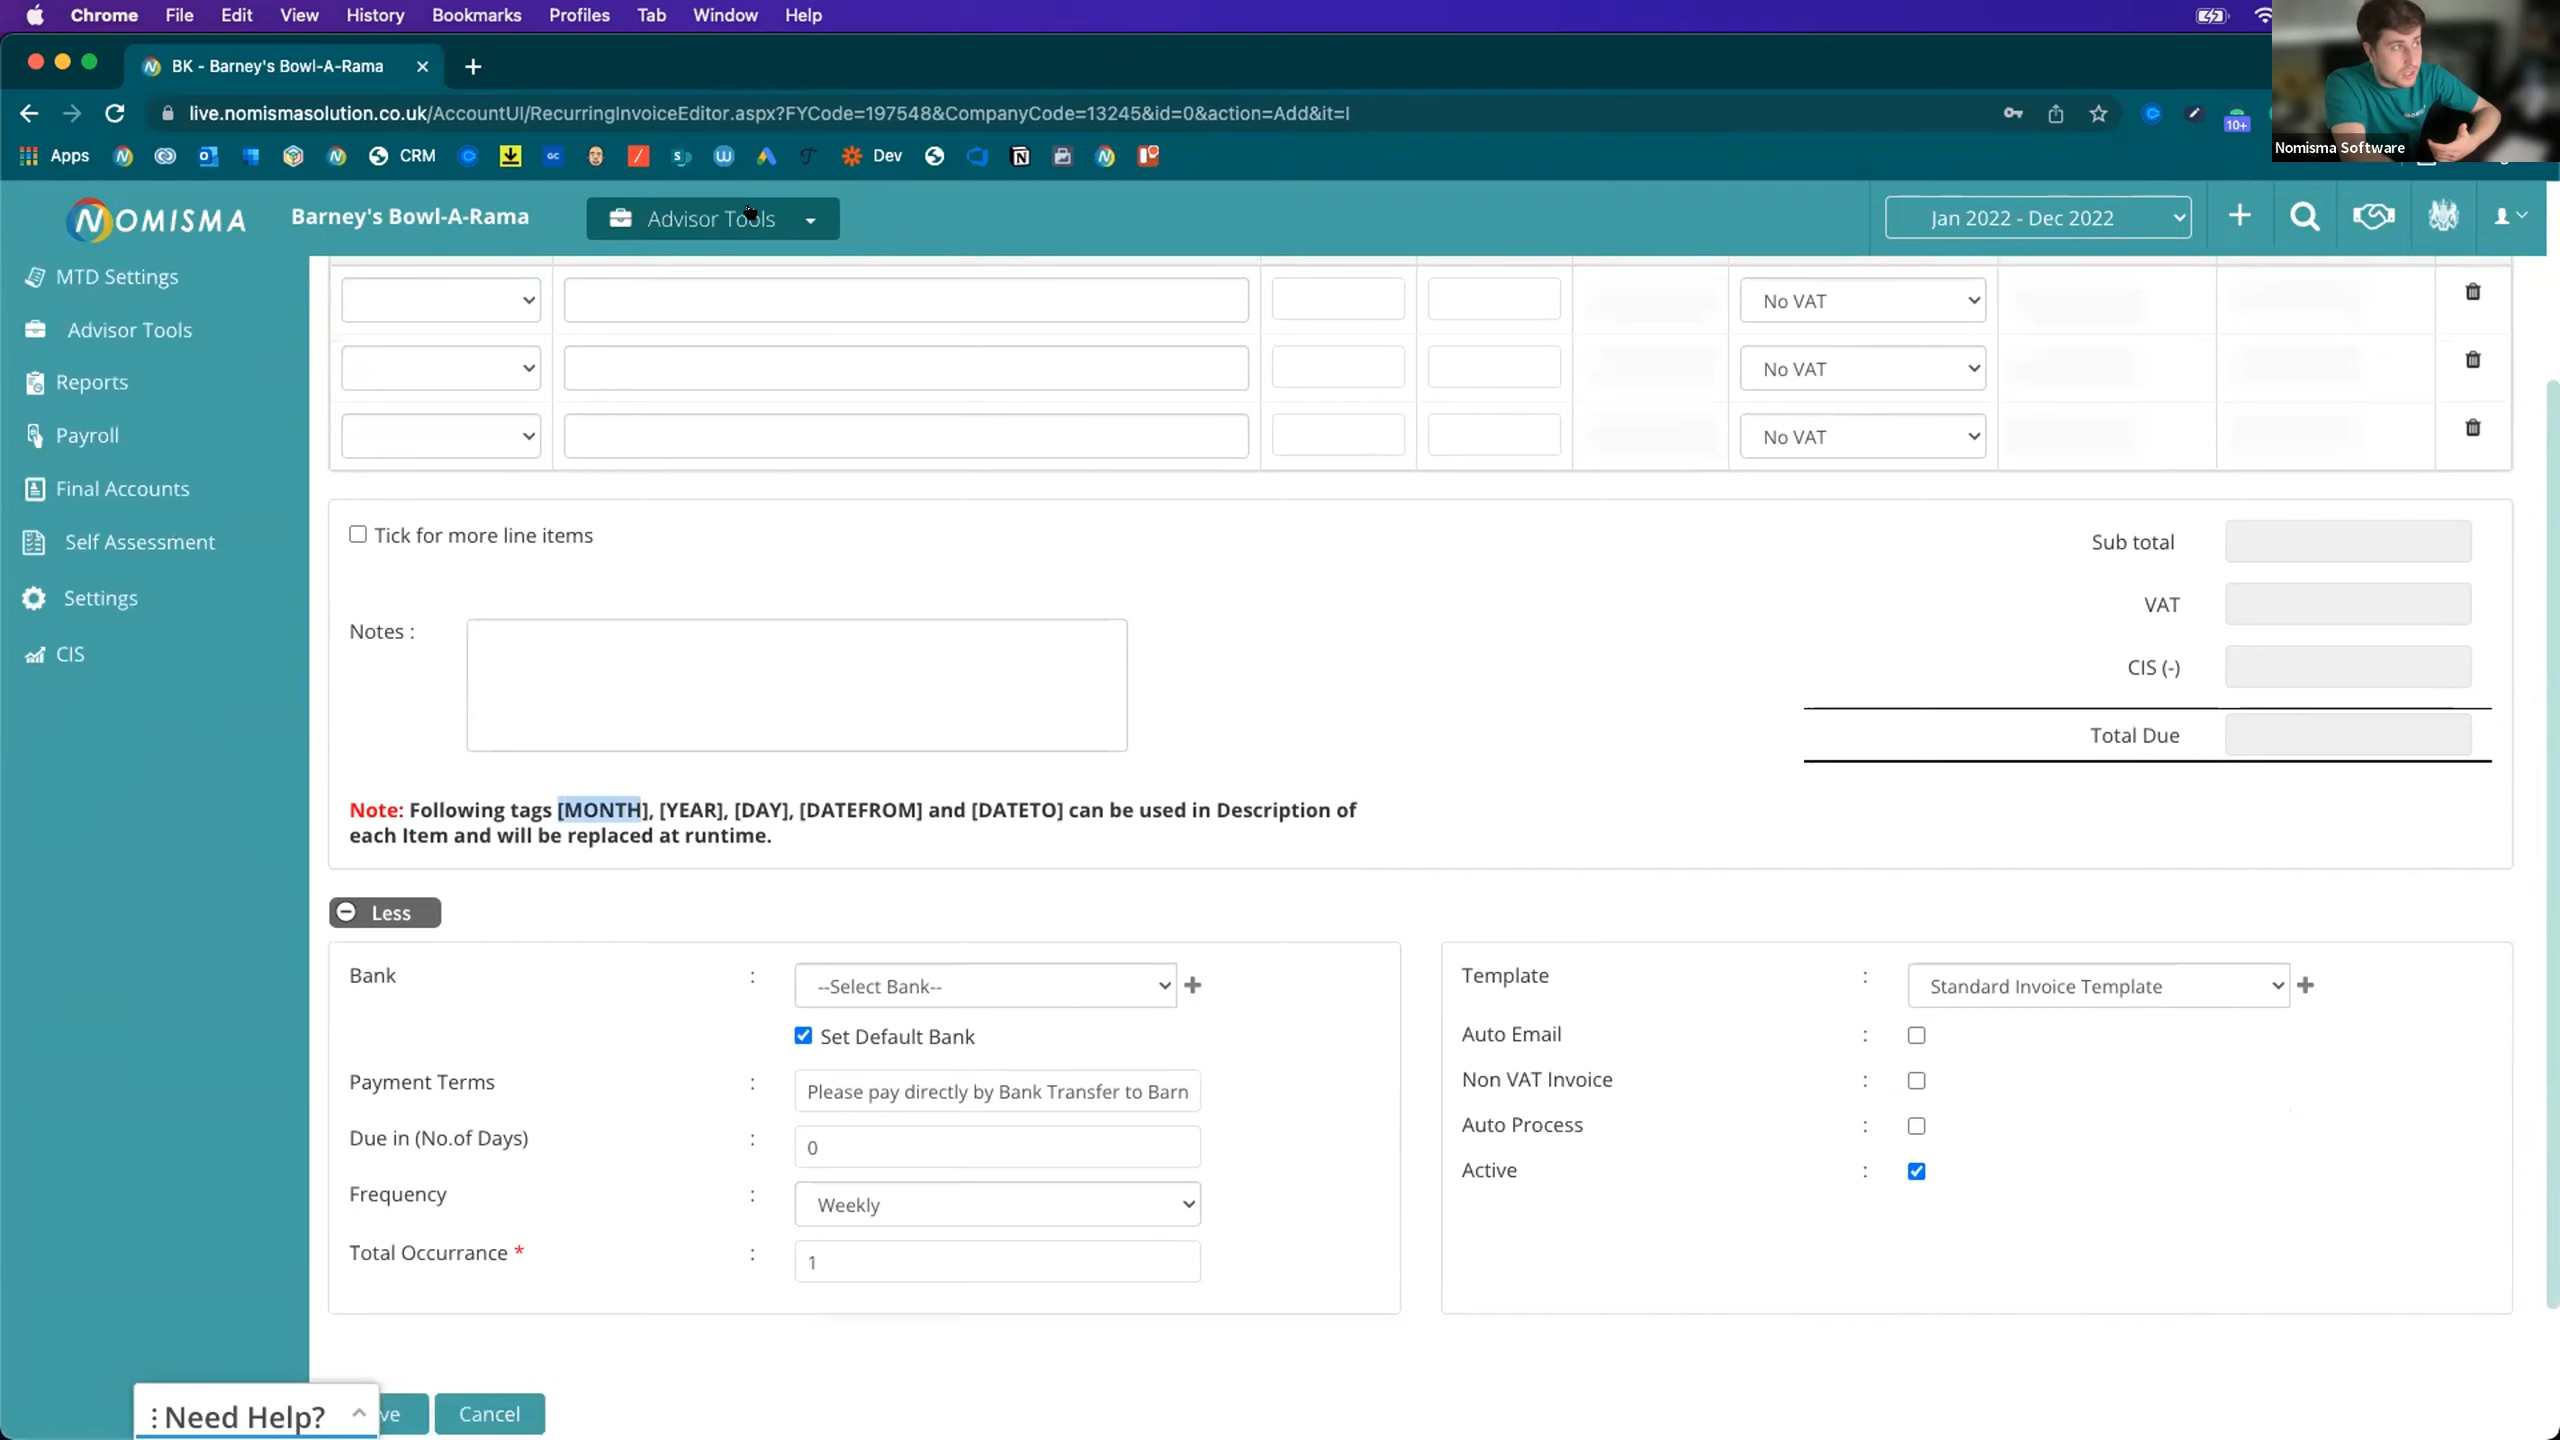 Chrome File Edit View History Bookmarks Profiles Tab Window Help
BK - Barney's Bowl-A-Rama
live.nomismasolution.co.uk/AccountUI/RecurringInvoiceEditor.aspx?FYCode=197548&CompanyCode=13245&id=0&action=Add&it=I
10+
Apps CRM GC Dev
Nomisma Software
NOMISMA Barney's Bowl-A-Rama Advisor Tools Jan 2022 - Dec 2022
MTD Settings
Advisor Tools
Reports
Payroll
Final Accounts
Self Assessment
Settings
CIS
No VAT
No VAT
No VAT
Tick for more line items
Sub total
VAT
CIS (-)
Total Due
Notes :
Note: Following tags [MONTH], [YEAR], [DAY], [DATEFROM] and [DATETO] can be used in Description of
each Item and will be replaced at runtime.
Less
Bank : --Select Bank--
Set Default Bank
Payment Terms : Please pay directly by Bank Transfer to Barn
Due in (No.of Days) : 0
Frequency : Weekly
Total Occurrance * : 1
Template : Standard Invoice Template
Auto Email :
Non VAT Invoice :
Auto Process :
Active :
Need Help?
ve Cancel